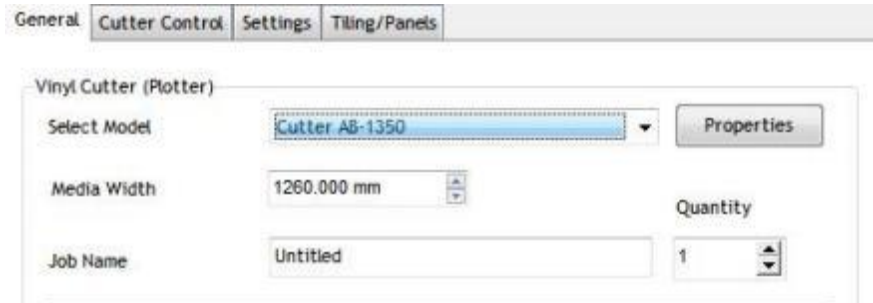 General Cutter Control Settings Tiling/Panels
Vinyl Cutter (Plotter)
Select Model Cutter AB-1350 Properties
Media Width 1260.000 mm
Quantity
Job Name Untitled 1